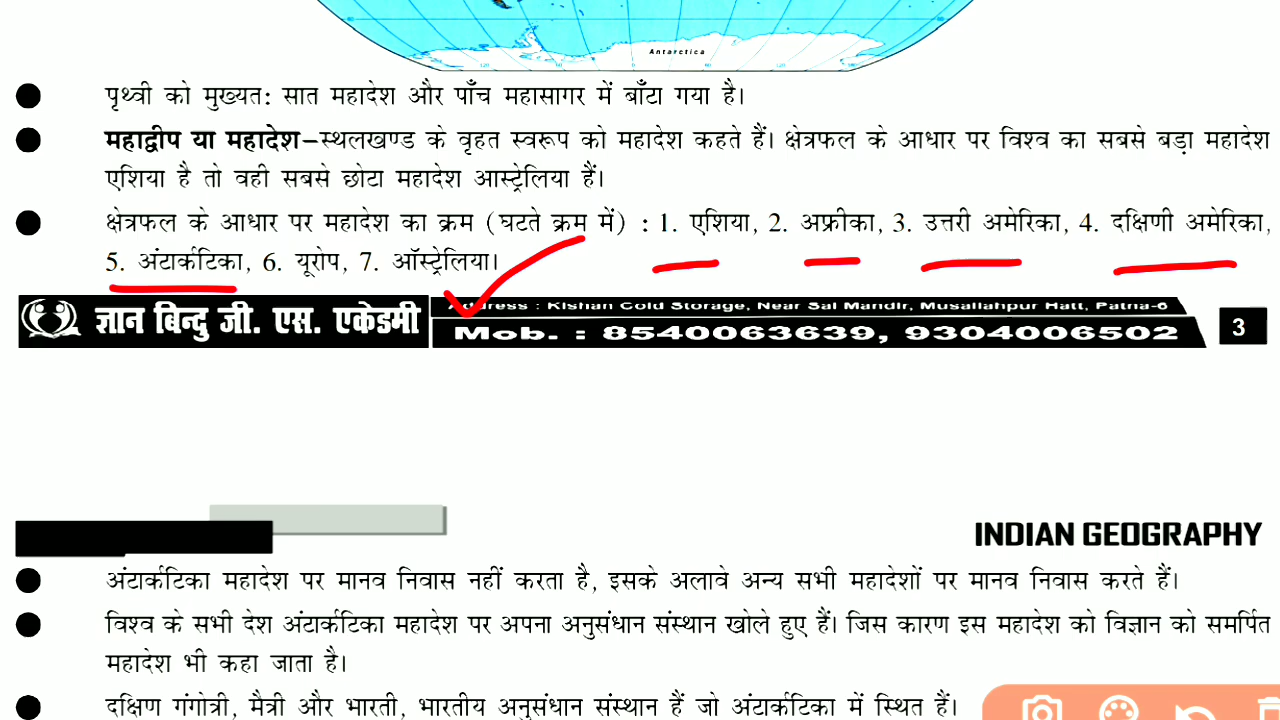 Antarctica
पृथ्वी को मुख्यत: सात महादेश और पाँच महासागर में बाँटा गया है।
महाद्वीप या महादेश–स्थलखण्ड के वृहत स्वरूप को महादेश कहते हैं। क्षेत्रफल के आधार पर विश्व का सबसे बड़ा महादेश
एशिया है तो वही सबसे छोटा महादेश आस्ट्रेलिया हैं।
क्षेत्रफल के आधार पर महादेश का क्रम (घटते क्रम में) : 1. एशिया, 2. अफ्रीका, 3. उत्तरी अमेरिका, 4. दक्षिणी अमेरिका,
5. अंटार्कटिका, 6. यूरोप, 7. ऑस्ट्रेलिया।
ज्ञान बिन्दु जी. एस. एकेडमी
Address : Kishan Cold Storage, Near Sai Mandir, Musallahpur Hatt, Patna-6
Mob. : 8540063639, 9304006502
3
INDIAN GEOGRAPHY
अंटार्कटिका महादेश पर मानव निवास नहीं करता है, इसके अलावे अन्य सभी महादेशों पर मानव निवास करते हैं।
विश्व के सभी देश अंटार्कटिका महादेश पर अपना अनुसंधान संस्थान खोले हुए हैं। जिस कारण इस महादेश को विज्ञान को समर्पित
महादेश भी कहा जाता है।
दक्षिण गंगोत्री, मैत्री और भारती, भारतीय अनुसंधान संस्थान हैं जो अंटार्कटिका में स्थित हैं।